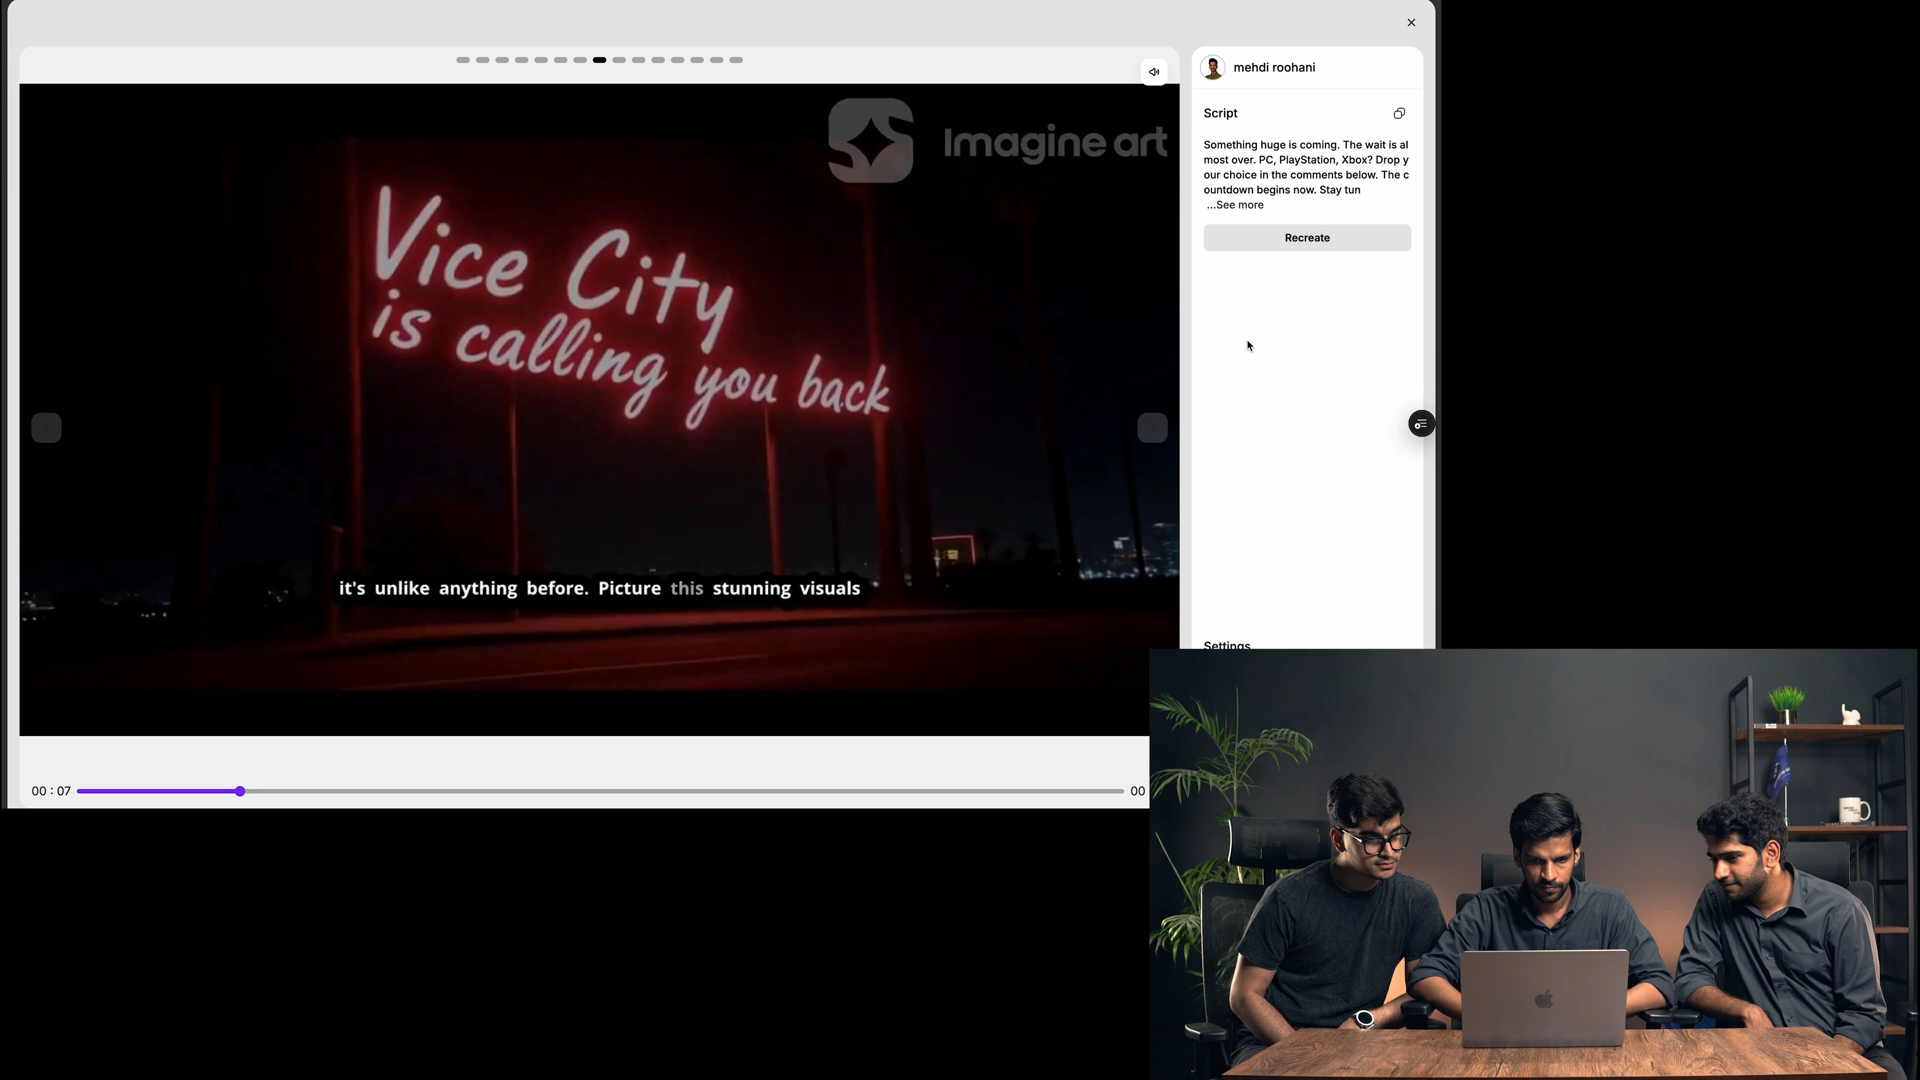 Imagine art
Vice City
is calling you back
it's unlike anything before. Picture this stunning visuals
00 : 07
00
mehdi roohani
Script
Something huge is coming. The wait is al
most over. PC, PlayStation, Xbox? Drop y
our choice in the comments below. The c
ountdown begins now. Stay tun
...See more
Recreate
Settings